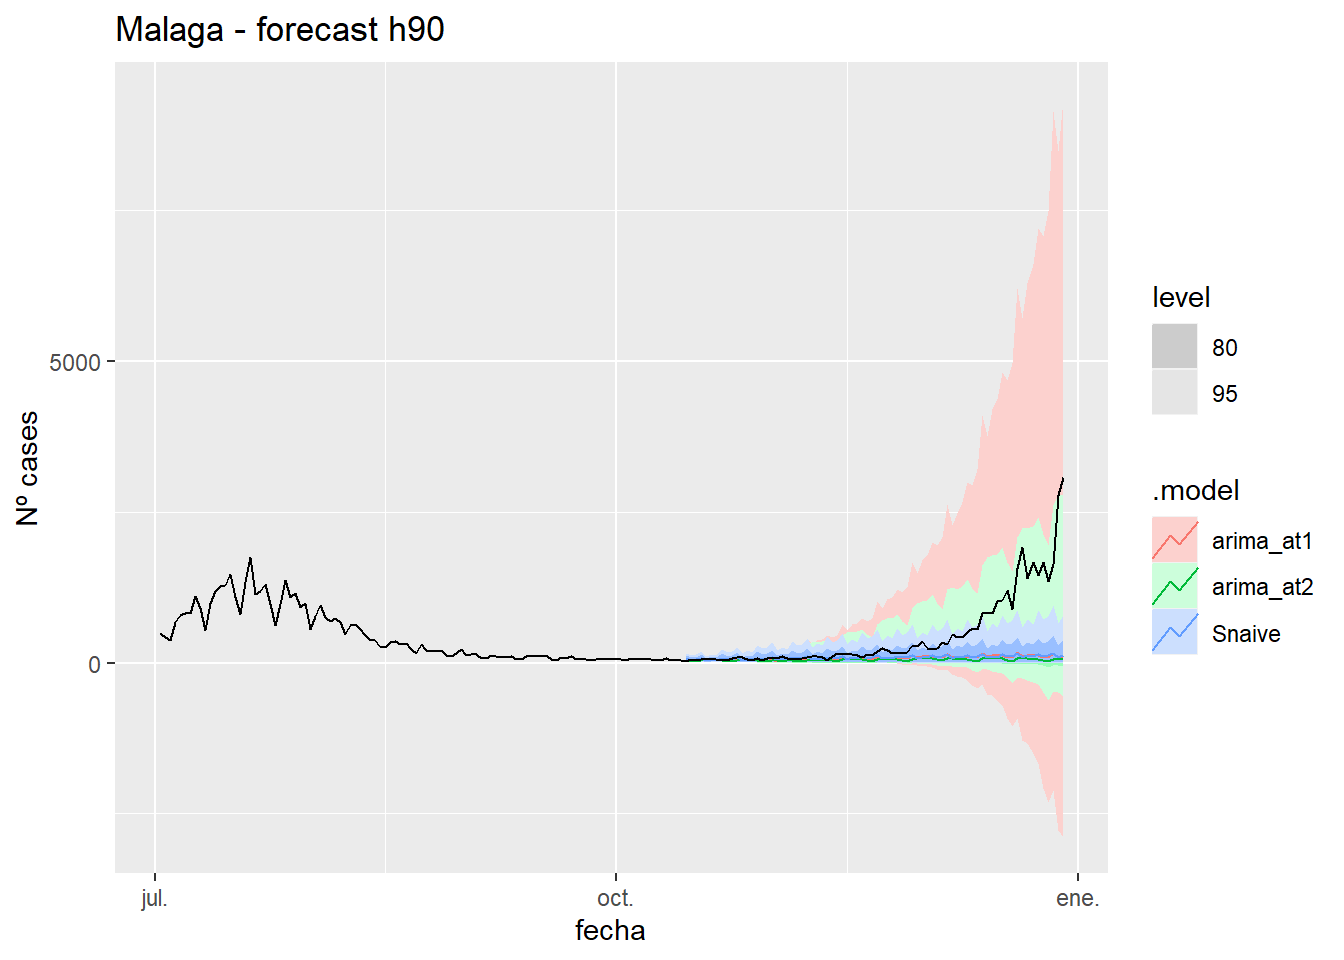 Malaga - forecast h90
Nº cases
5000
0
jul.
oct.
ene.
fecha
level
80
95
.model
arima_at1
arima_at2
Snaive